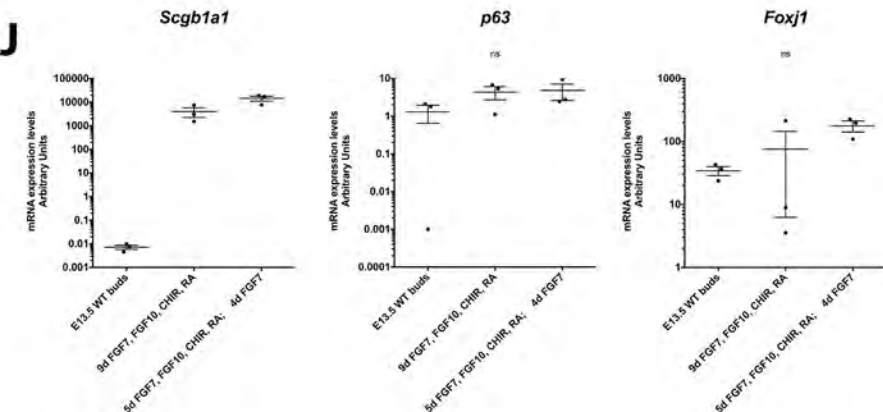 J
Scgb1a1
mRNA expression levels
Arbitrary Units
100000
10000
1000
100
10
1
0.1
0.01
0.001
E13.5 WT buds
9d FGF7, FGF10, CHIR, RA
5d FGF7, FGF10, CHIR, RA; 4d FGF7
p63
ns
mRNA expression levels
Arbitrary Units
10
1
0.1
0.01
0.001
0.0001
E13.5 WT buds
9d FGF7, FGF10, CHIR, RA
5d FGF7, FGF10, CHIR, RA; 4d FGF7
Foxj1
ns
mRNA expression levels
Arbitrary Units
1000
100
10
1
E13.5 WT buds
9d FGF7, FGF10, CHIR, RA
5d FGF7, FGF10, CHIR, RA; 4d FGF7